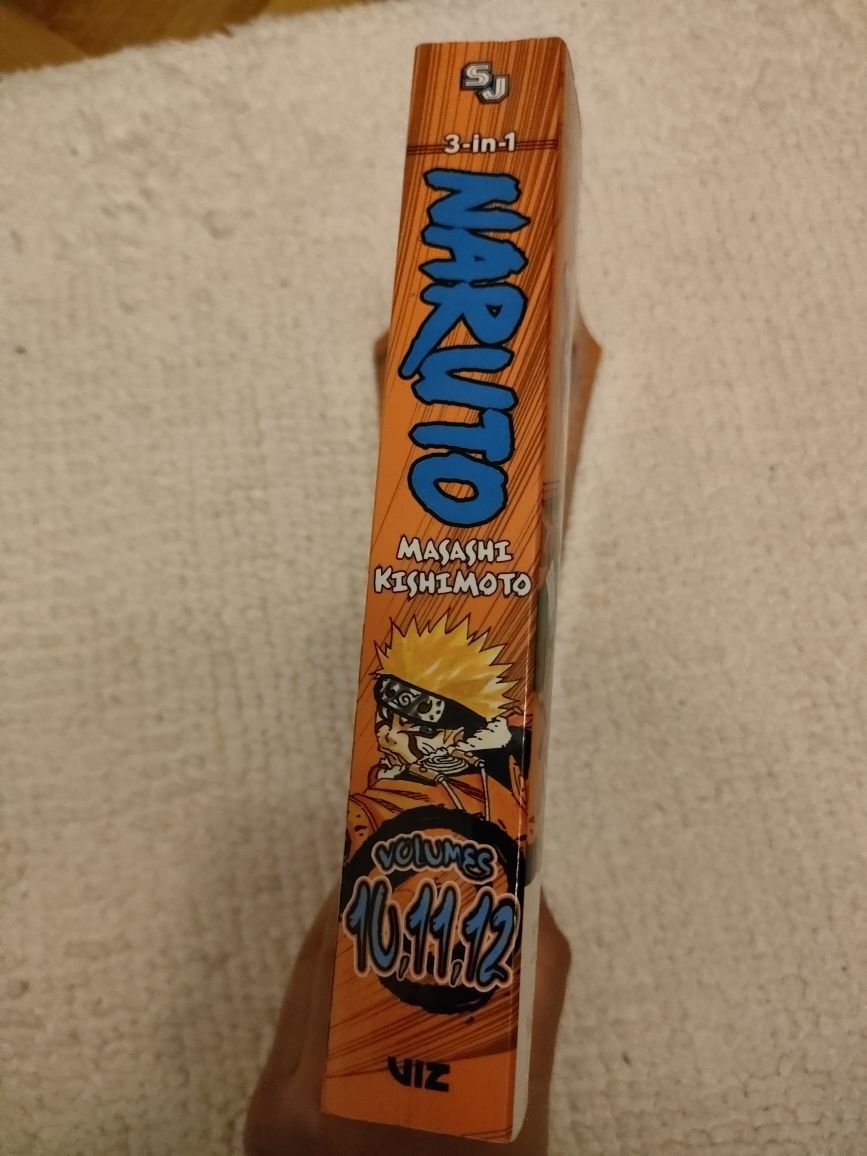 SJ
3-in-1
NARUTO
MASASHI
KISHIMOTO
VOLUMES
10,11,12
VIZ